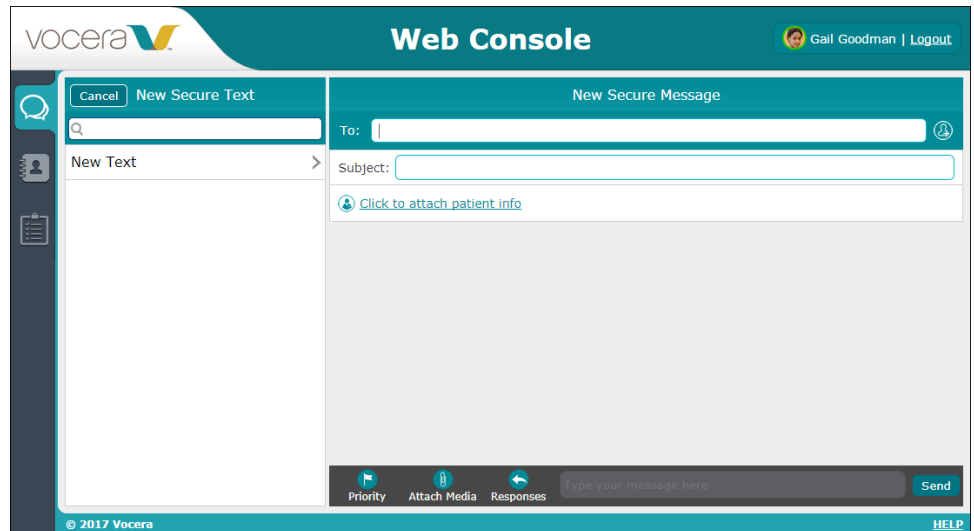 vocera
Web Console
Gail Goodman | Logout
Cancel New Secure Text
New Secure Message
To:
New Text
Subject:
Click to attach patient info
Priority Attach Media Responses
Type your message here
Send
© 2017 Vocera
HELP